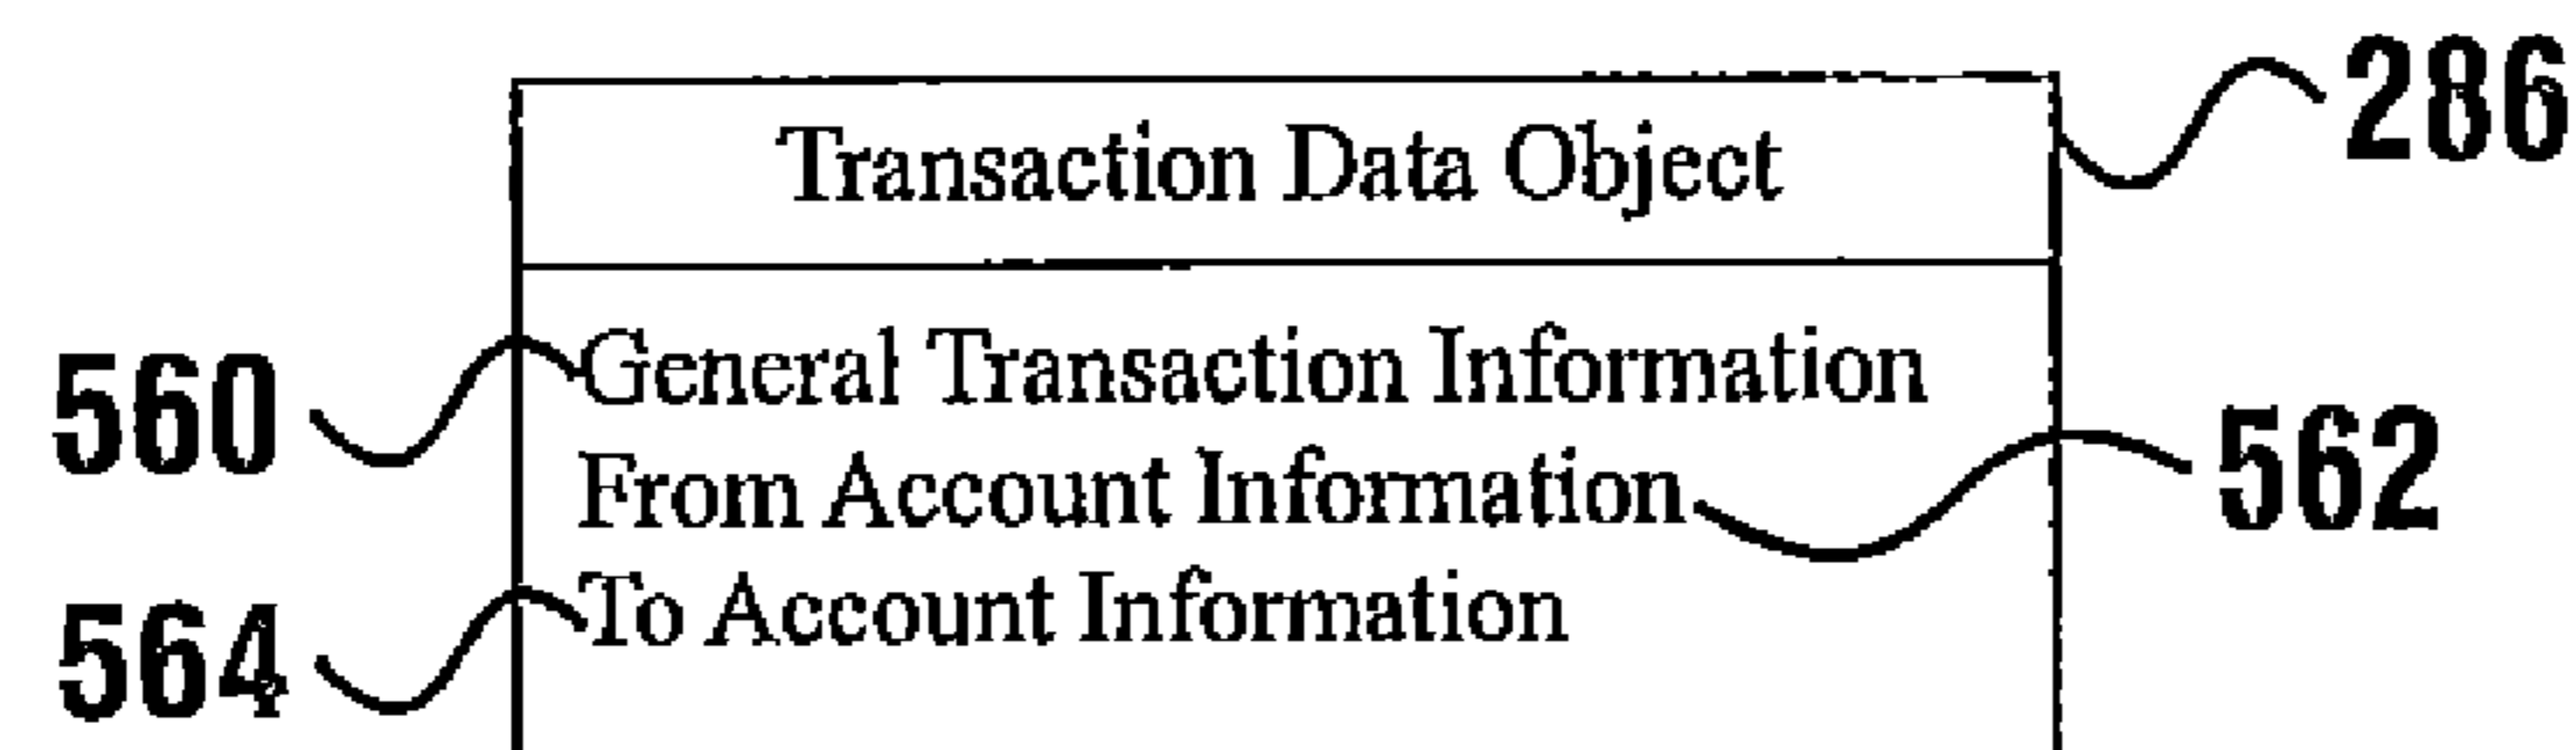 286
Transaction Data Object
560
General Transaction Information
From Account Information
562
564
To Account Information